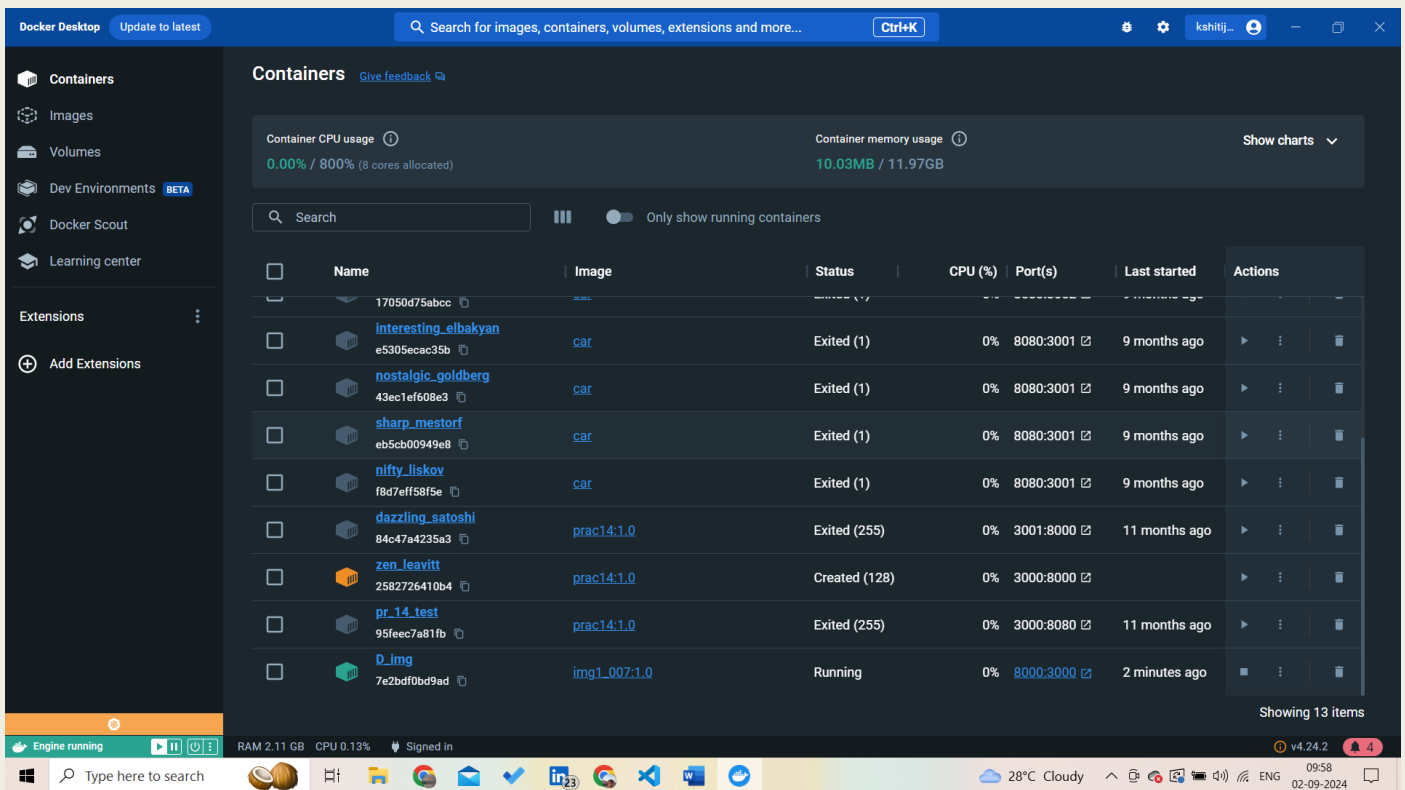 Docker Desktop Update to latest Search for images, containers, volumes, extensions and more... Ctrl+K kshitij...
Containers
Images
Volumes
Dev Environments BETA
Docker Scout
Learning center
Extensions
Add Extensions
Containers Give feedback
Container CPU usage
0.00% / 800% (8 cores allocated)
Container memory usage
10.03MB / 11.97GB
Show charts
Search Only show running containers
Name Image Status CPU (%) Port(s) Last started Actions
17050d75abcc
interesting_elbakyan
e5305ecac35b
car Exited (1) 0% 8080:3001 9 months ago
nostalgic_goldberg
43ec1ef608e3
car Exited (1) 0% 8080:3001 9 months ago
sharp_mestorf
eb5cb00949e8
car Exited (1) 0% 8080:3001 9 months ago
nifty_liskov
f8d7eff58f5e
car Exited (1) 0% 8080:3001 9 months ago
dazzling_satoshi
84c47a4235a3
prac14:1.0 Exited (255) 0% 3001:8000 11 months ago
zen_leavitt
2582726410b4
prac14:1.0 Created (128) 0% 3000:8000
pr_14_test
95feec7a81fb
prac14:1.0 Exited (255) 0% 3000:8080 11 months ago
D_img
7e2bdf0bd9ad
img1_007:1.0 Running 0% 8000:3000 2 minutes ago
Showing 13 items
Engine running RAM 2.11 GB CPU 0.13% Signed in v4.24.2 4
Type here to search 23 28°C Cloudy ENG 09:58
02-09-2024